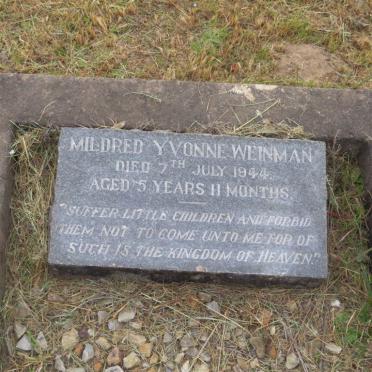 MILDRED YVONNE WEINMAN
DIED 7TH JULY 1944.
AGED 5 YEARS 11 MONTHS.
"SUFFER LITTLE CHILDREN AND FORBID
THEM NOT TO COME UNTO ME FOR OF
SUCH IS THE KINGDOM OF HEAVEN."